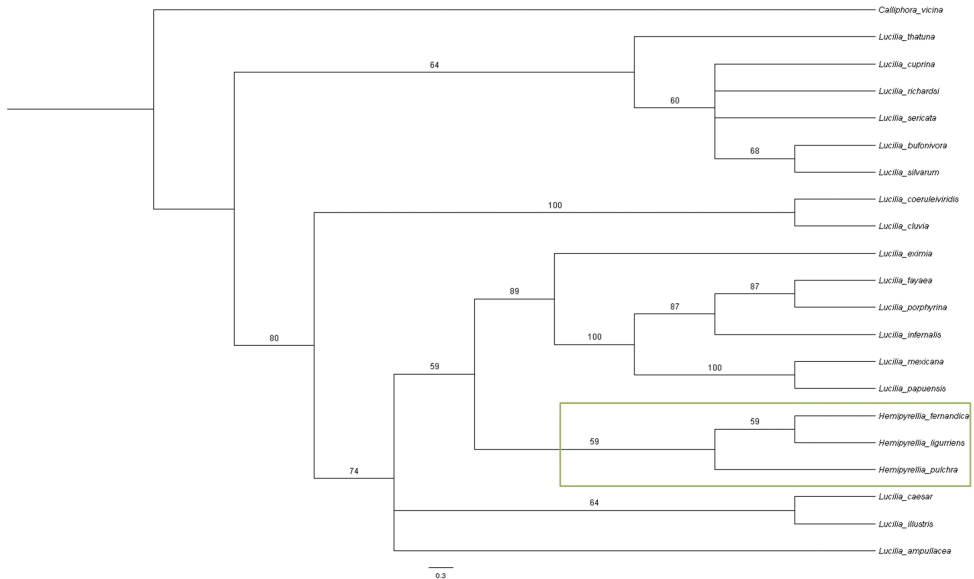 Calliphora_vicina
Lucilia_thatuna
64
Lucilia_cuprina
Lucilia_richardsi
60
Lucilia_sericata
Lucilia_bufonivora
68
Lucilia_silvarum
Lucilia_coeruleiviridis
100
Lucilia_cluvia
Lucilia_eximia
Lucilia_fayaea
87
89
Lucilia_porphyrina
87
Lucilia_infernalis
80
100
Lucilia_mexicana
59
100
Lucilia_papuensis
Hemipyrellia_fernandica
59
59
Hemipyrellia_ligurriens
Hemipyrellia_pulchra
74
Lucilia_caesar
64
Lucilia_illustris
Lucilia_ampullacea
0.3